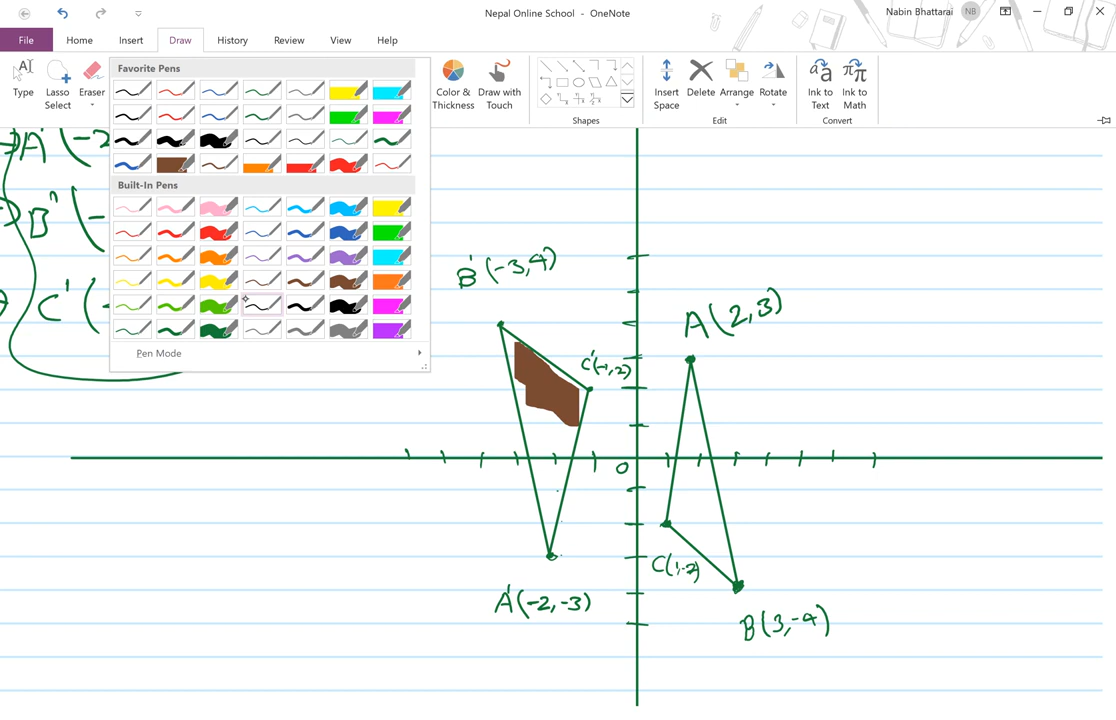 Nepal Online School - OneNote
Nabin Bhattarai NB
File Home Insert Draw History Review View Help
Type
Lasso Select
Eraser
Favorite Pens
Built-In Pens
Pen Mode
Color & Thickness
Draw with Touch
Shapes
Insert Space
Delete
Arrange
Rotate
Edit
Ink to Text
Ink to Math
Convert
A' (-2
B" (-
C' (-
B' (-3, 4)
C' (-1, 2)
A (2, 3)
O
C (1, -2)
A' (-2, -3)
B (3, -4)